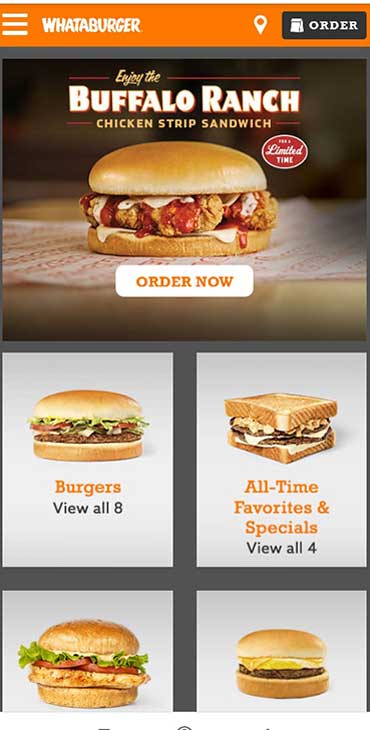 WHATABURGER
ORDER
Enjoy the
BUFFALO RANCH
CHICKEN STRIP SANDWICH
FOR A
Limited
TIME
ORDER NOW
Burgers
View all 8
All-Time
Favorites &
Specials
View all 4